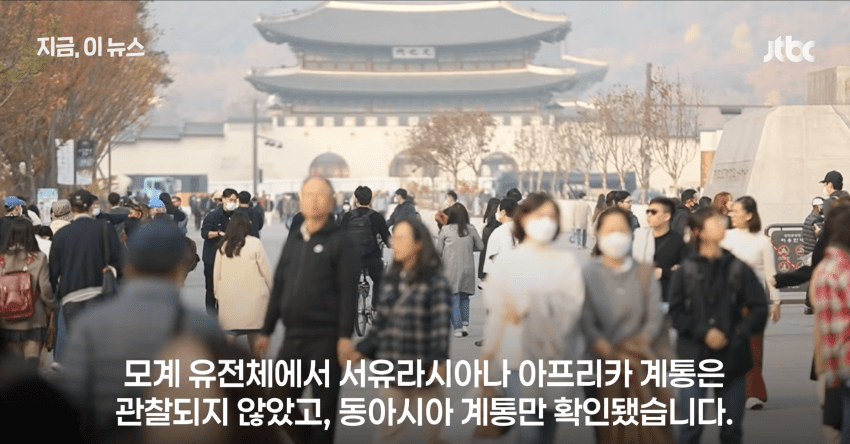 지금, 이 뉴스
jtbc
모계 유전체에서 서유라시아나 아프리카 계통은
관찰되지 않았고, 동아시아 계통만 확인됐습니다.